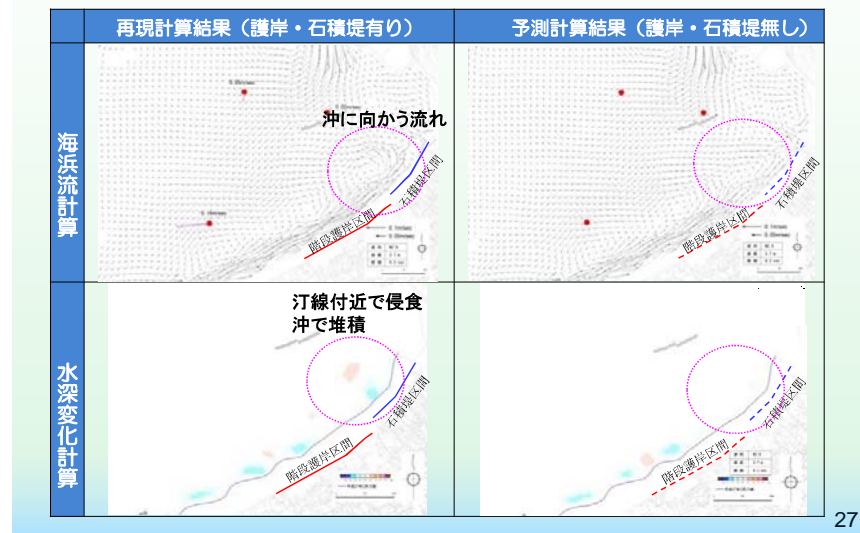 再現計算結果（護岸・石積堤有り）
予測計算結果（護岸・石積堤無し）
海浜流計算
沖に向かう流れ
石積堤区間
階段護岸区間
石積堤区間
階段護岸区間
水深変化計算
汀線付近で侵食
沖で堆積
石積堤区間
階段護岸区間
石積堤区間
階段護岸区間
27